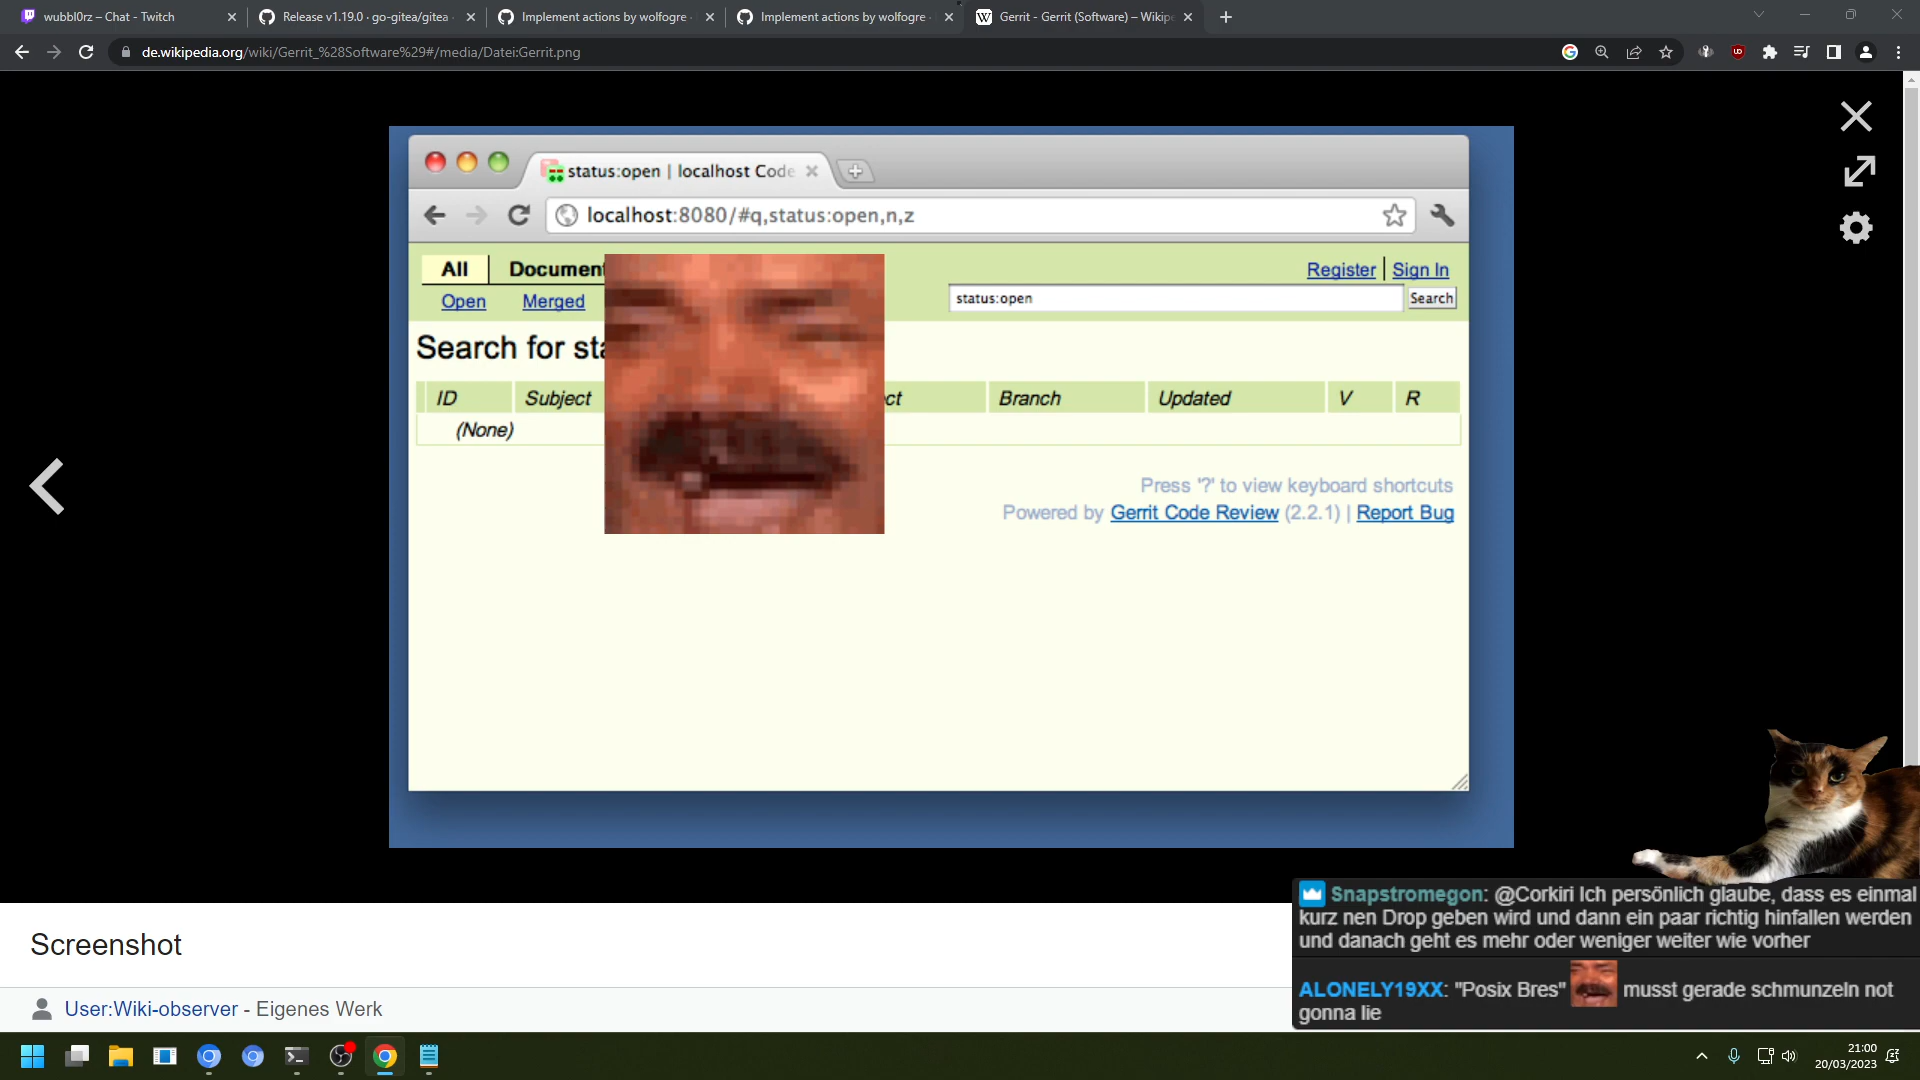 wubbl0rz – Chat - Twitch
Release v1.19.0 · go-gitea/gitea ·
Implement actions by wolfogre ·
Implement actions by wolfogre ·
Gerrit - Gerrit (Software) – Wikipe
de.wikipedia.org/wiki/Gerrit_%28Software%29#/media/Datei:Gerrit.png
status:open | localhost Code
localhost:8080/#q,status:open,n,z
All
Document
Register | Sign In
Open
Merged
status:open
Search
Search for sta
ID
Subject
ct
Branch
Updated
V
R
(None)
Press '?' to view keyboard shortcuts
Powered by Gerrit Code Review (2.2.1) | Report Bug
Snapstromegon: @Corkiri Ich persönlich glaube, dass es einmal
kurz nen Drop geben wird und dann ein paar richtig hinfallen werden
und danach geht es mehr oder weniger weiter wie vorher
ALONELY19XX: "Posix Bres" musst gerade schmunzeln not
gonna lie
Screenshot
User:Wiki-observer - Eigenes Werk
21:00
20/03/2023